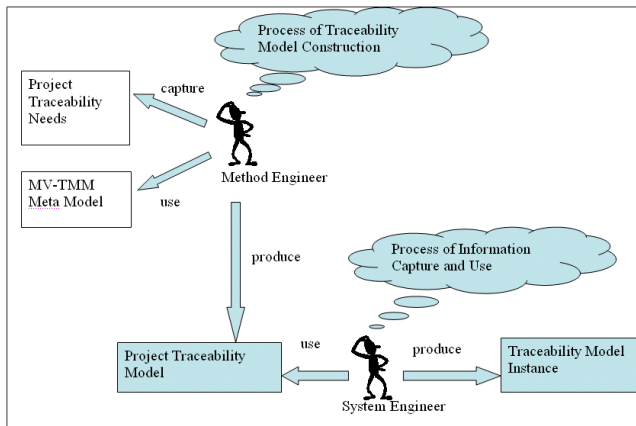 Process of Traceability
Model Construction
Project
Traceability
Needs
capture
Method Engineer
MV-TMM
Meta Model
use
produce
Process of Information
Capture and Use
Project Traceability
Model
use
produce
Traceability Model
Instance
System Engineer